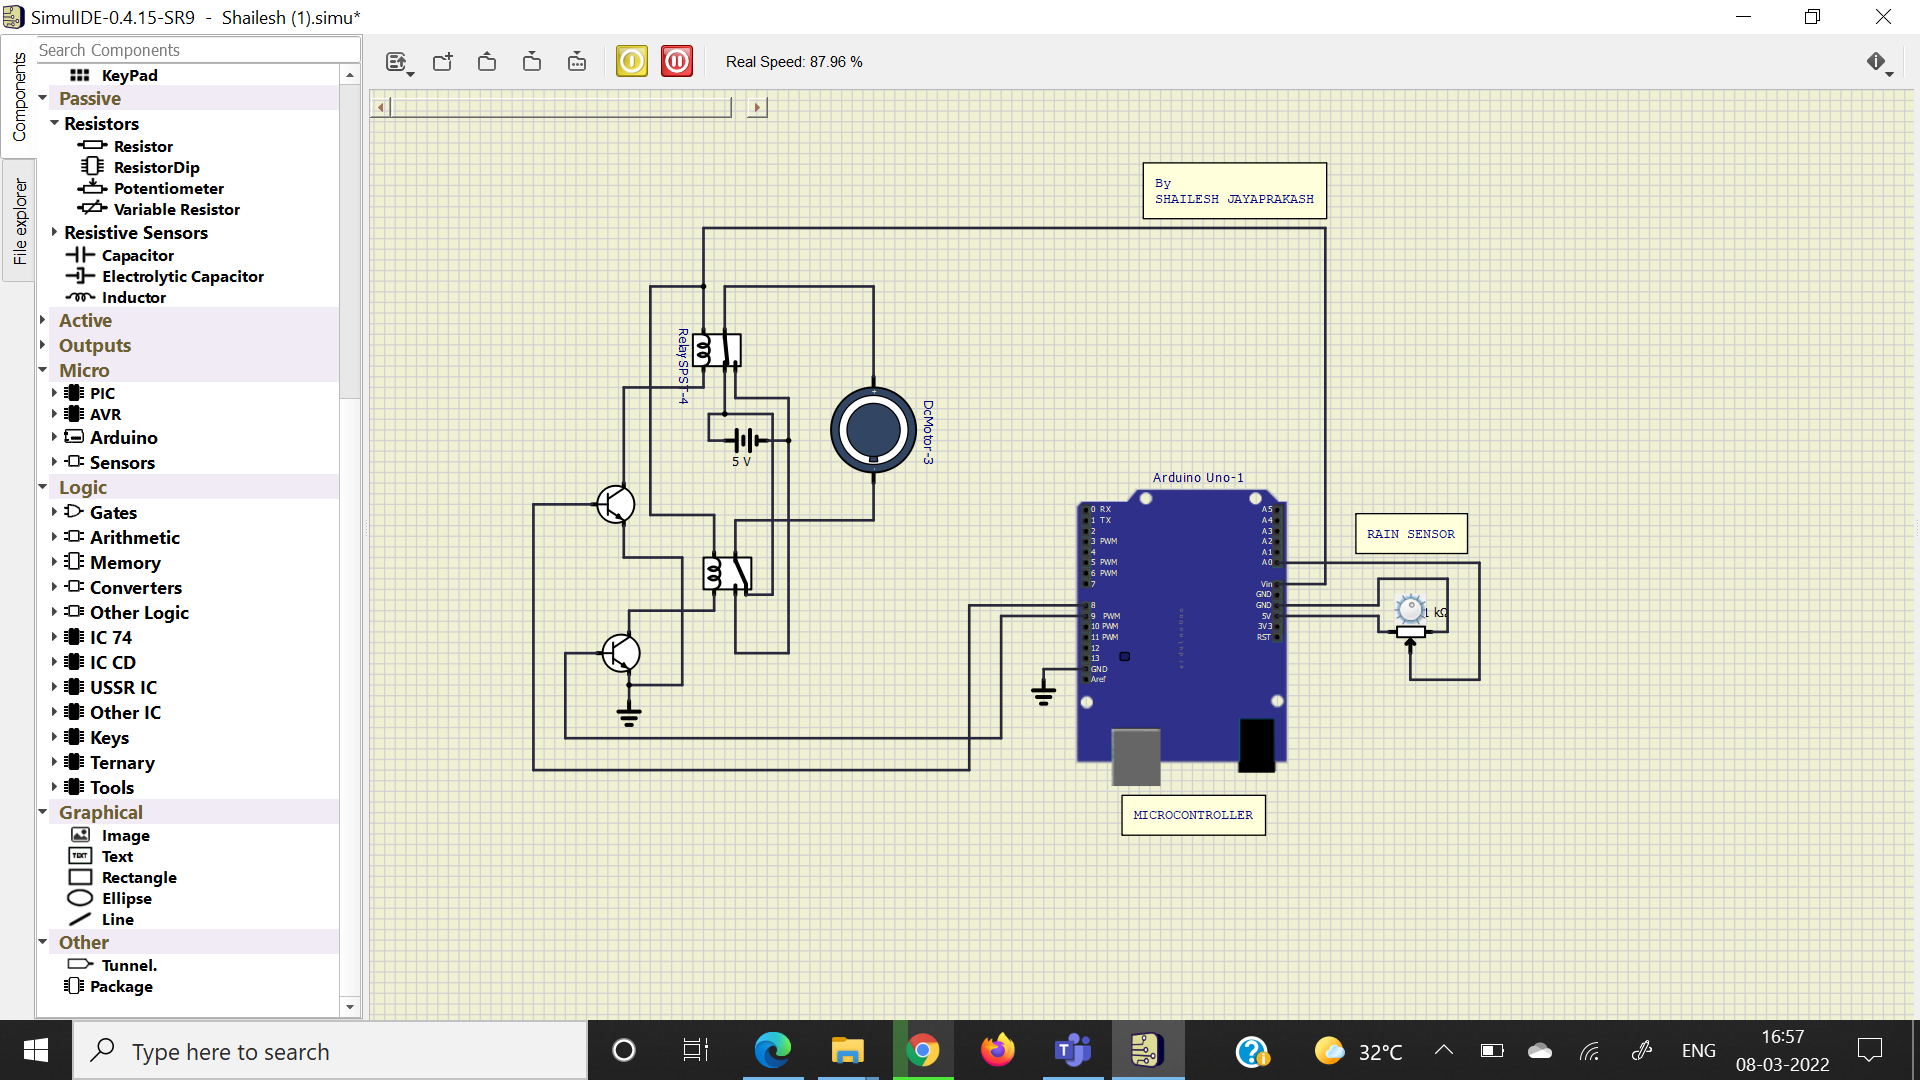 SimulIDE-0.4.15-SR9 - Shailesh (1).simu*
Components
File explorer
Search Components
KeyPad
Passive
Resistors
Resistor
ResistorDip
Potentiometer
Variable Resistor
Resistive Sensors
Capacitor
Electrolytic Capacitor
Inductor
Active
Outputs
Micro
PIC
AVR
Arduino
Sensors
Logic
Gates
Arithmetic
Memory
Converters
Other Logic
IC 74
IC CD
USSR IC
Other IC
Keys
Ternary
Tools
Graphical
Image
TEXT
Text
Rectangle
Ellipse
Line
Other
Tunnel.
Package
Real Speed: 87.96 %
By
SHAILESH JAYAPRAKASH
RelaySPST-4
5 V
DcMotor-3
Arduino Uno-1
0 RX
1 TX
2
3 PWM
4
5 PWM
6 PWM
7
8
9 PWM
10 PWM
11 PWM
12
13
GND
Aref
A5
A4
A3
A2
A1
A0
Vin
GND
GND
5V
3V3
RST
arduino uno
RAIN SENSOR
1 kΩ
MICROCONTROLLER
Type here to search
32°C
ENG
16:57
08-03-2022